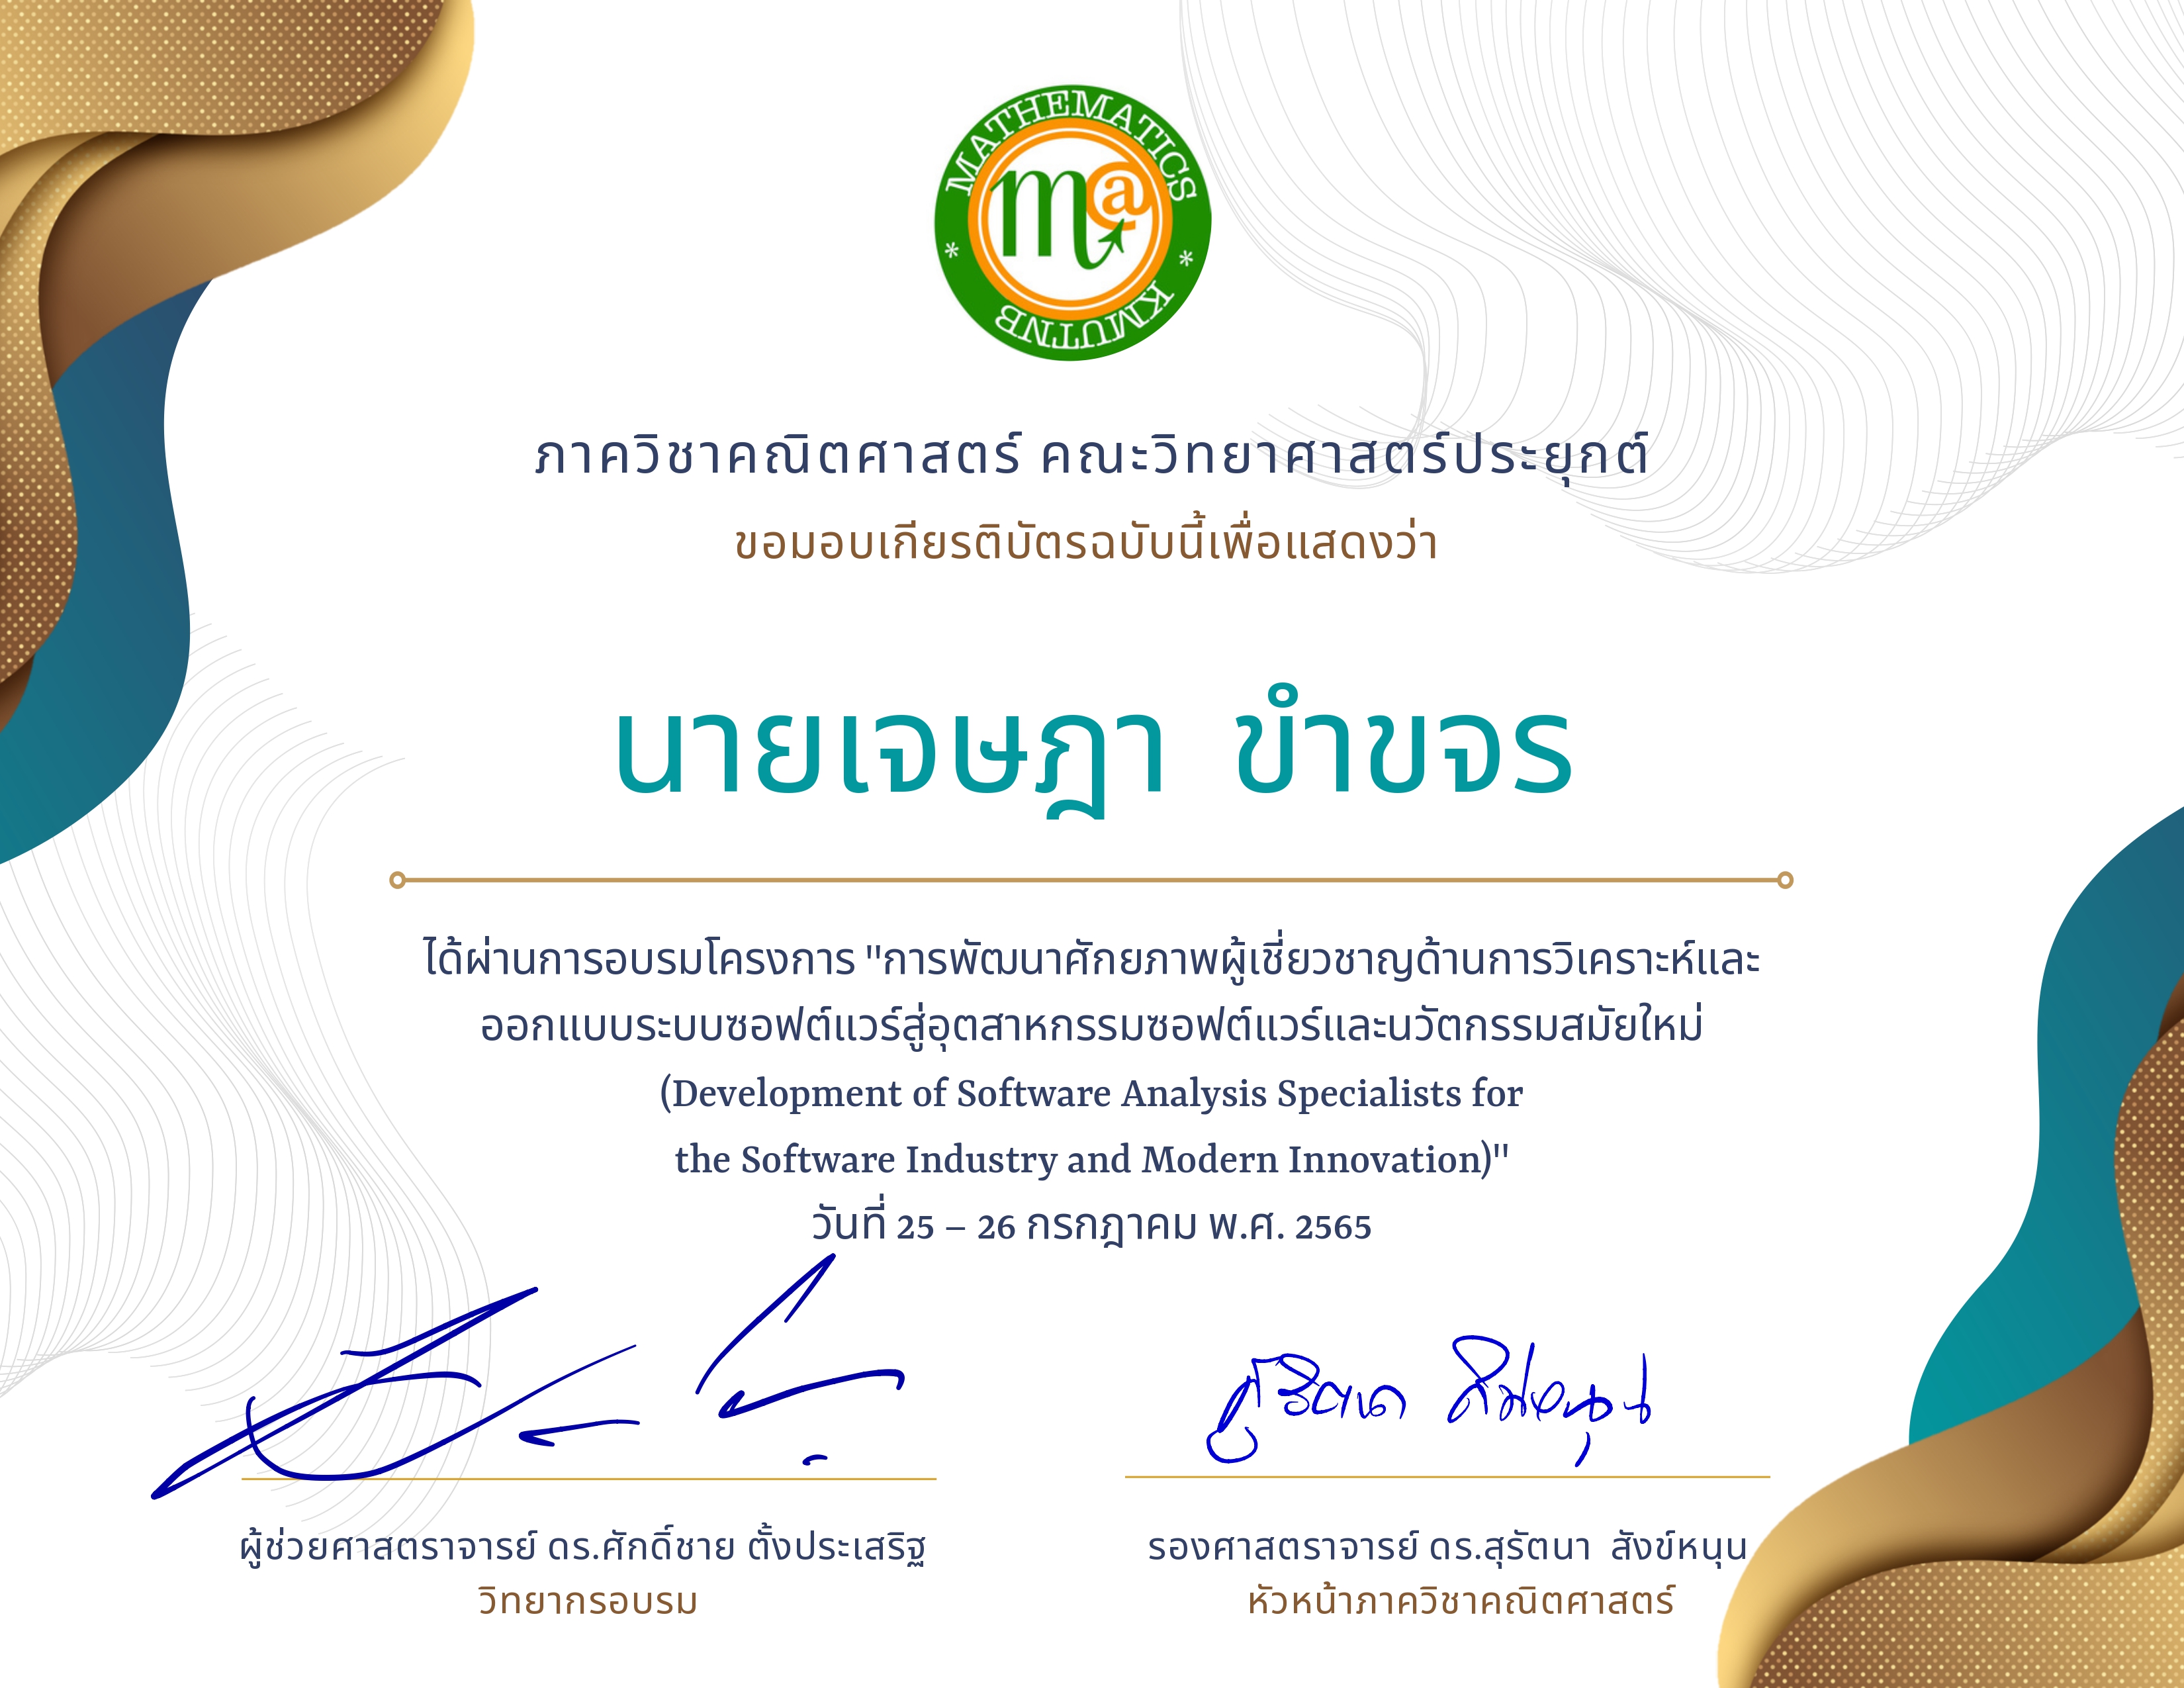 MATHEMATICS
m@
* *
KMUTNB
ภาควิชาคณิตศาสตร์ คณะวิทยาศาสตร์ประยุกต์
ขอมอบเกียรติบัตรฉบับนี้เพื่อแสดงว่า
นายเจษฎา ขำขจร
ได้ผ่านการอบรมโครงการ "การพัฒนาศักยภาพผู้เชี่ยวชาญด้านการวิเคราะห์และ
ออกแบบระบบซอฟต์แวร์สู่อุตสาหกรรมซอฟต์แวร์และนวัตกรรมสมัยใหม่
(Development of Software Analysis Specialists for
the Software Industry and Modern Innovation)"
วันที่ 25 – 26 กรกฎาคม พ.ศ. 2565
สุรัตนา สังข์หนุน
ผู้ช่วยศาสตราจารย์ ดร.ศักดิ์ชาย ตั้งประเสริฐ
วิทยากรอบรม
รองศาสตราจารย์ ดร.สุรัตนา สังข์หนุน
หัวหน้าภาควิชาคณิตศาสตร์